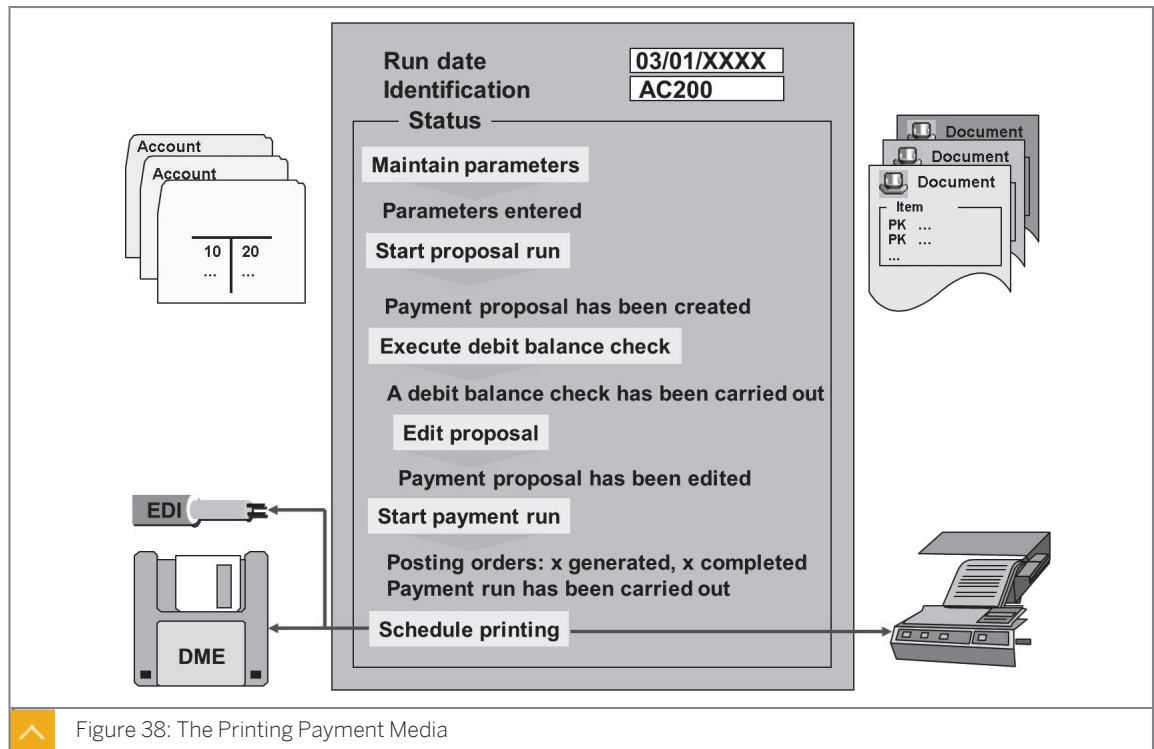 Run date 03/01/XXXX
Identification AC200
Status
Account
Account
10 20
... ...
Maintain parameters
Parameters entered
Start proposal run
Payment proposal has been created
Execute debit balance check
A debit balance check has been carried out
Edit proposal
Payment proposal has been edited
Start payment run
Posting orders: x generated, x completed
Payment run has been carried out
Schedule printing
Document
Document
Document
Item
PK ...
PK ...
...
EDI
DME
Figure 38: The Printing Payment Media